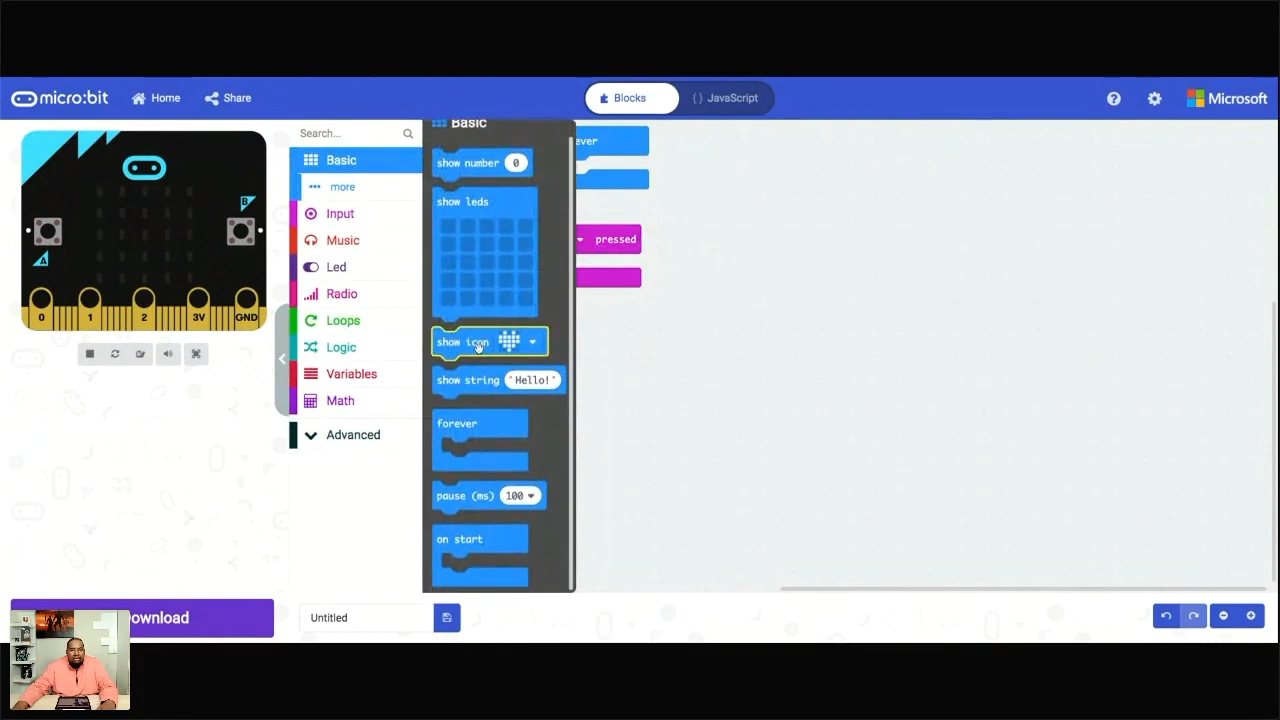 micro:bit
Home
Share
Blocks
{ } JavaScript
Microsoft
Search...
Basic
more
Input
Music
Led
Radio
Loops
Logic
Variables
Math
Advanced
Basic
show number 0
show leds
show icon
show string "Hello!"
forever
pause (ms) 100
on start
ever
pressed
B
A
0 1 2 3V GND
ownload
Untitled